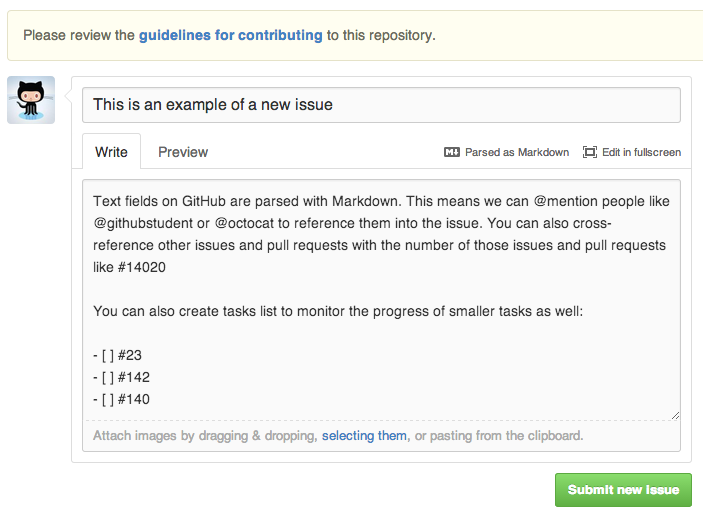 Please review the guidelines for contributing to this repository.
This is an example of a new issue
Write Preview Parsed as Markdown Edit in fullscreen
Text fields on GitHub are parsed with Markdown. This means we can @mention people like
@githubstudent or @octocat to reference them into the issue. You can also cross-
reference other issues and pull requests with the number of those issues and pull requests
like #14020
You can also create tasks list to monitor the progress of smaller tasks as well:
- [ ] #23
- [ ] #142
- [ ] #140
Attach images by dragging & dropping, selecting them, or pasting from the clipboard.
Submit new Issue